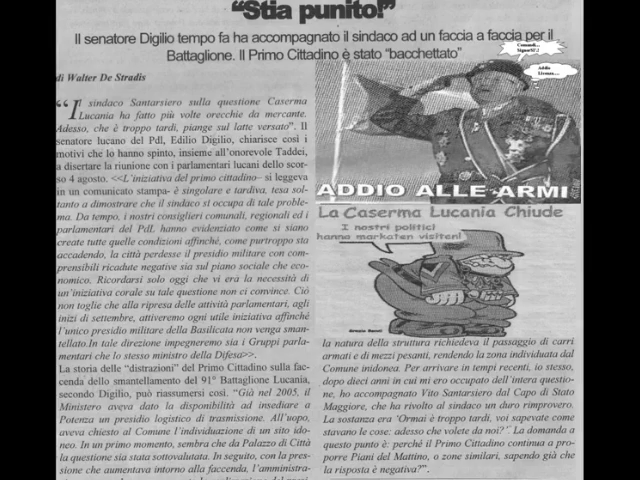 “Stia punito!”
Il senatore Digilio tempo fa ha accompagnato il sindaco ad un faccia a faccia per il
Battaglione. Il Primo Cittadino è stato “bacchettato”
di Walter De Stradis
“Il sindaco Santarsiero sulla questione Caserma
Lucania ha fatto più volte orecchie da mercante.
Adesso, che è troppo tardi, piange sul latte versato”. Il
senatore lucano del Pdl, Edilio Digilio, chiarisce così i
motivi che lo hanno spinto, insieme all'onorevole Taddei,
a disertare la riunione con i parlamentari lucani dello scor-
so 4 agosto. <<L'iniziativa del primo cittadino– si leggeva
in un comunicato stampa- è singolare e tardiva, tesa sol-
tanto a dimostrare che il sindaco si occupa di tale proble-
ma. Da tempo, i nostri consiglieri comunali, regionali ed i
parlamentari del PdL hanno evidenziato come si siano
create tutte quelle condizioni affinché, come purtroppo sta
accadendo, la città perdesse il presidio militare con com-
prensibili ricadute negative sia sul piano sociale che eco-
nomico. Ricordarsi solo oggi che vi era la necessità di
un'iniziativa corale su tale questione non ci convince. Ciò
non toglie che alla ripresa delle attività parlamentari, agli
inizi di settembre, attiveremo ogni utile iniziativa affinché
l'unico presidio militare della Basilicata non venga sman-
tellato.In tale direzione impegneremo sia i Gruppi parla-
mentari che lo stesso ministro della Difesa>>.
La storia delle “distrazioni” del Primo Cittadino sulla fac-
cenda dello smantellamento del 91° Battaglione Lucania,
secondo Digilio, può riassumersi così. “Già nel 2005, il
Ministero aveva dato la disponibilità ad insediare a
Potenza un presidio logistico di trasmissione. All'uopo,
aveva chiesto al Comune l'individuazione di un sito ido-
neo. In un primo momento, sembra che da Palazzo di Città
la questione sia stata sottovalutata. In seguito, con la pres-
sione che aumentava intorno alla faccenda, l'amministra-
Comandi...
SignorSi'.!
Addio
Licenza...
ADDIO ALLE ARMI
La Caserma Lucania Chiude
I nostri politici
hanno markaten visiten!
la natura della struttura richiedeva il passaggio di carri
armati e di mezzi pesanti, rendendo la zona individuata dal
Comune inidonea. Per arrivare in tempi recenti, io stesso,
dopo dieci anni in cui mi ero occupato dell'intera questio-
ne, ho accompagnato Vito Santarsiero dal Capo di Stato
Maggiore, che ha rivolto al sindaco un duro rimprovero.
La sostanza era 'Ormai è troppo tardi, voi sapevate come
stavano le cose: adesso che volete da noi?' La domanda a
questo punto è: perché il Primo Cittadino continua a pro-
porre Piani del Mattino, o zone similari, sapendo già che
la risposta è negativa?”.